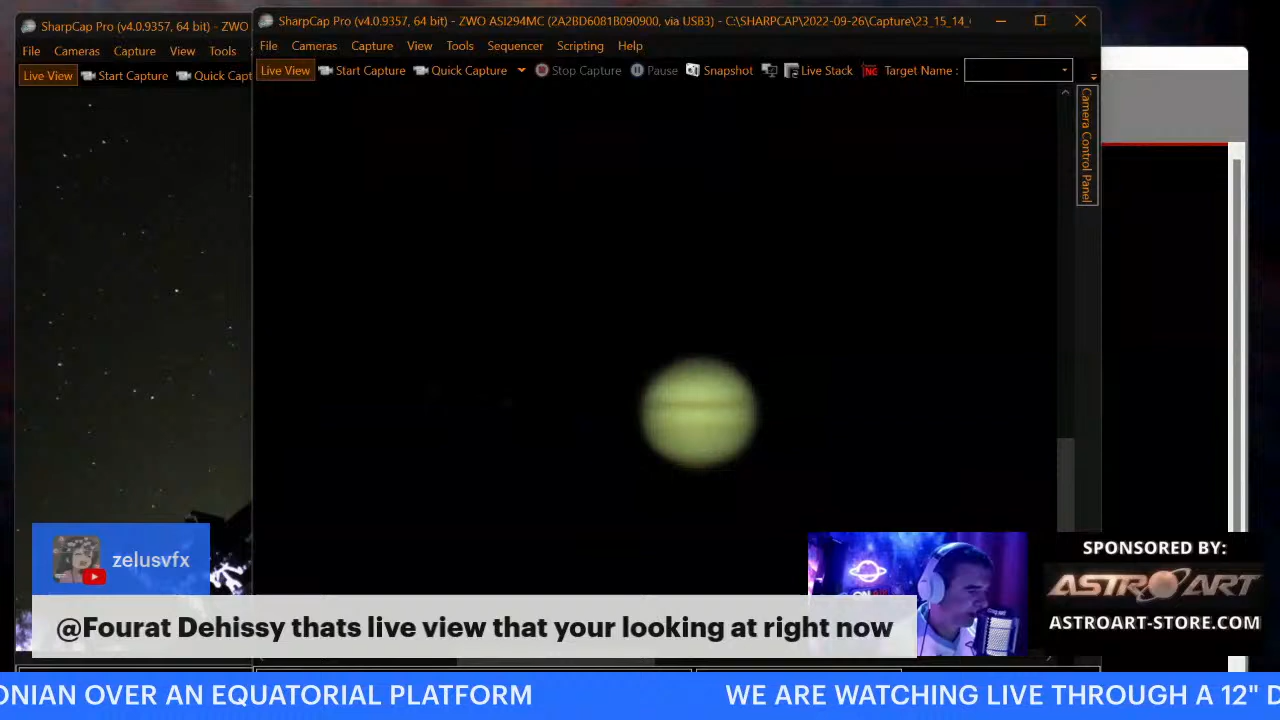 SharpCap Pro (v4.0.9357, 64 bit) - ZWO
File Cameras Capture View Tools
Live View Start Capture Quick Capt
SharpCap Pro (v4.0.9357, 64 bit) - ZWO ASI294MC (2A2BD6081B090900, via USB3) - C:\SHARPCAP\2022-09-26\Capture\23_15_14_
File Cameras Capture View Tools Sequencer Scripting Help
Live View Start Capture Quick Capture Stop Capture Pause Snapshot Live Stack Target Name :
Camera Control Panel
zelusvfx
@Fourat Dehissy thats live view that your looking at right now
SPONSORED BY:
ASTRO ART
ASTROART-STORE.COM
ONIAN OVER AN EQUATORIAL PLATFORM WE ARE WATCHING LIVE THROUGH A 12" D